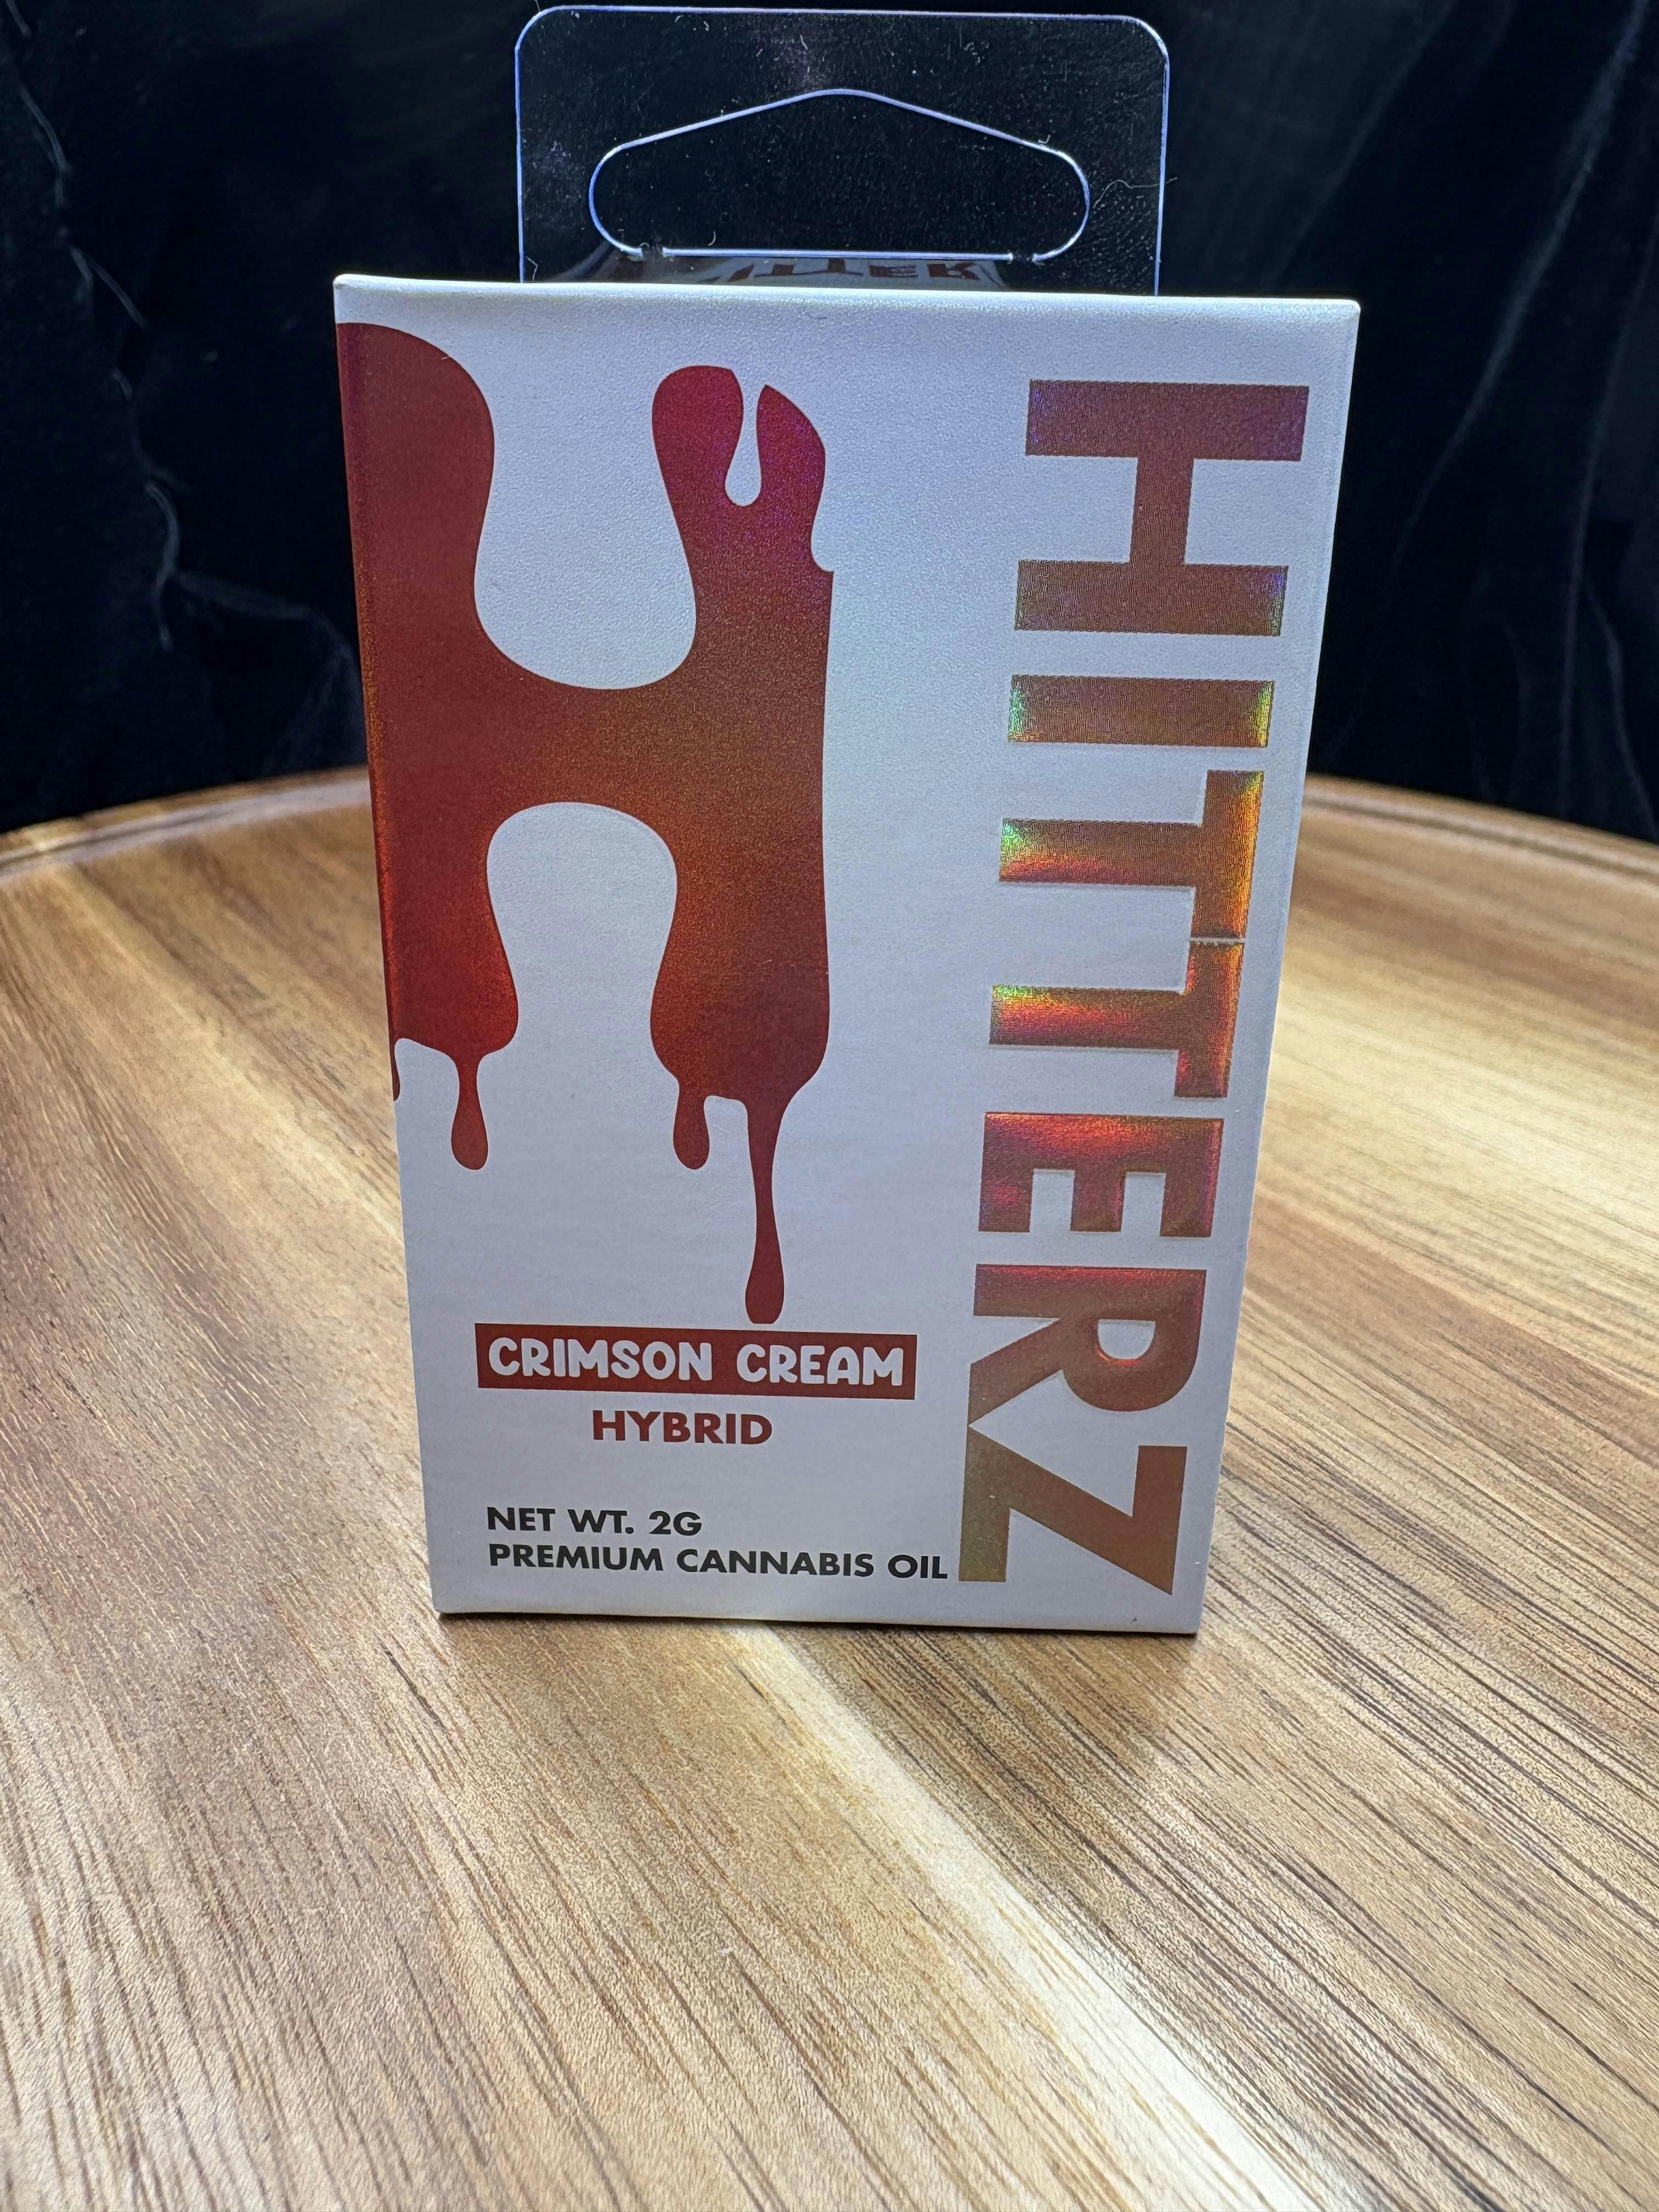 HITTERZ
CRIMSON CREAM
HYBRID
NET WT. 2G
PREMIUM CANNABIS OIL